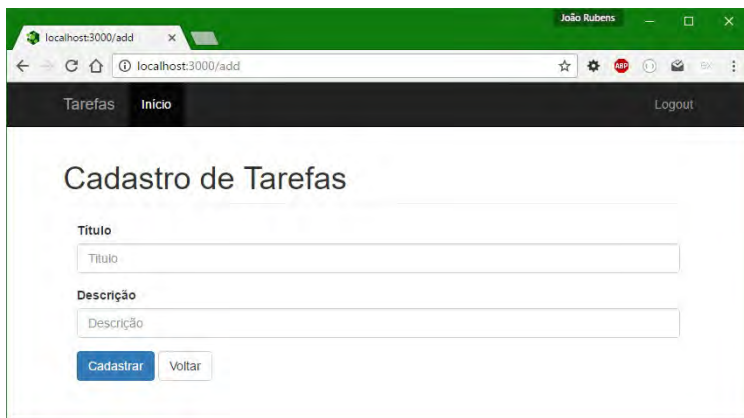 João Rubens
localhost:3000/add
localhost:3000/add
ABP
Tarefas Início Logout
Cadastro de Tarefas
Título
Título
Descrição
Descrição
Cadastrar Voltar